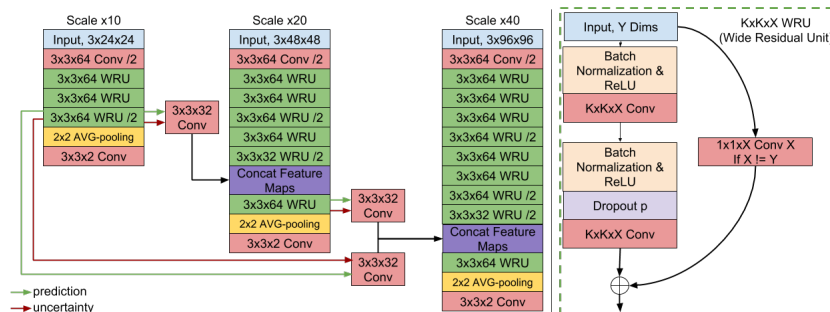 Scale x10
Input, 3x24x24
3x3x64 Conv /2
3x3x64 WRU
3x3x64 WRU
3x3x64 WRU /2
2x2 AVG-pooling
3x3x2 Conv
3x3x32
Conv
Scale x20
Input, 3x48x48
3x3x64 Conv /2
3x3x64 WRU
3x3x64 WRU
3x3x64 WRU /2
3x3x64 WRU
3x3x32 WRU /2
Concat Feature
Maps
3x3x64 WRU
2x2 AVG-pooling
3x3x2 Conv
3x3x32
Conv
3x3x32
Conv
Scale x40
Input, 3x96x96
3x3x64 Conv /2
3x3x64 WRU
3x3x64 WRU
3x3x64 WRU /2
3x3x64 WRU
3x3x64 WRU
3x3x64 WRU /2
3x3x32 WRU /2
Concat Feature
Maps
3x3x64 WRU
2x2 AVG-pooling
3x3x2 Conv
prediction
uncertainty
KxKxX WRU
(Wide Residual Unit)
Input, Y Dims
Batch
Normalization &
ReLU
KxKxX Conv
Batch
Normalization &
ReLU
Dropout p
KxKxX Conv
1x1xX Conv X
If X != Y